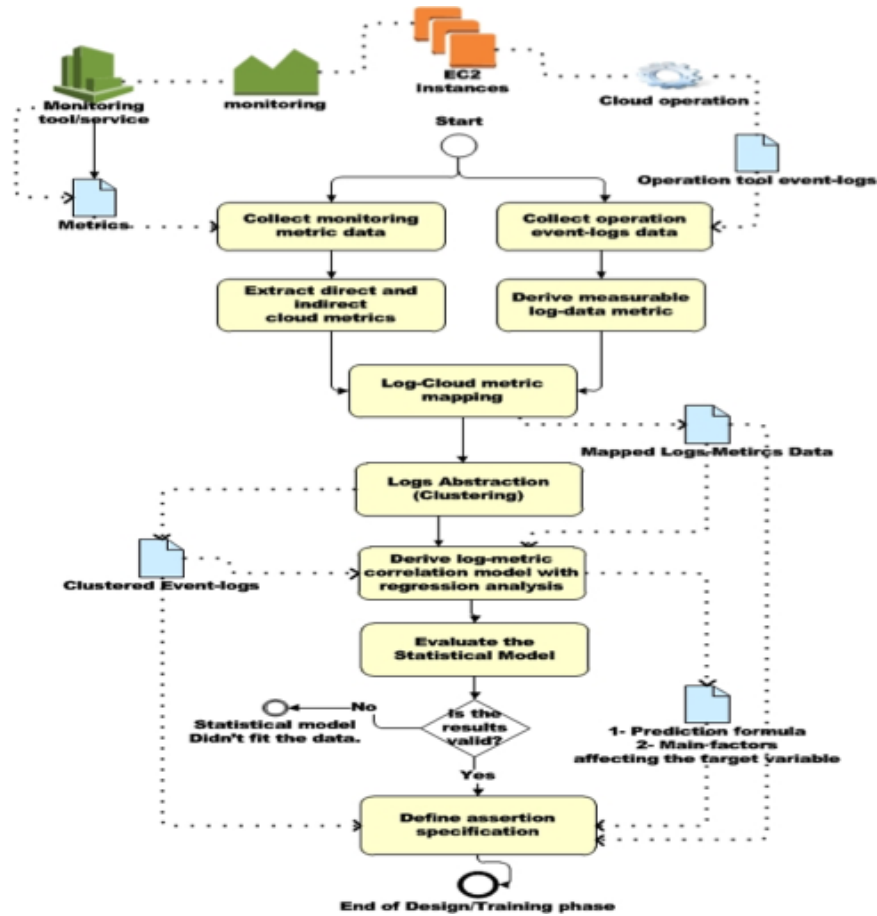 EC2
Instances
Monitoring
tool/service
monitoring
Cloud operation
Start
Operation tool event-logs
Metrics
Collect monitoring
metric data
Collect operation
event-logs data
Extract direct and
indirect
cloud metrics
Derive measurable
log-data metric
Log-Cloud metric
mapping
Mapped Logs-Metircs Data
Logs Abstraction
(Clustering)
Clustered Event-logs
Derive log-metric
correlation model with
regression analysis
Evaluate the
Statistical Model
No
Statistical model
Didn't fit the data.
Is the
results
valid?
Yes
1- Prediction formula
2- Main-factors
affecting the target variable
Define assertion
specification
End of Design/Training phase